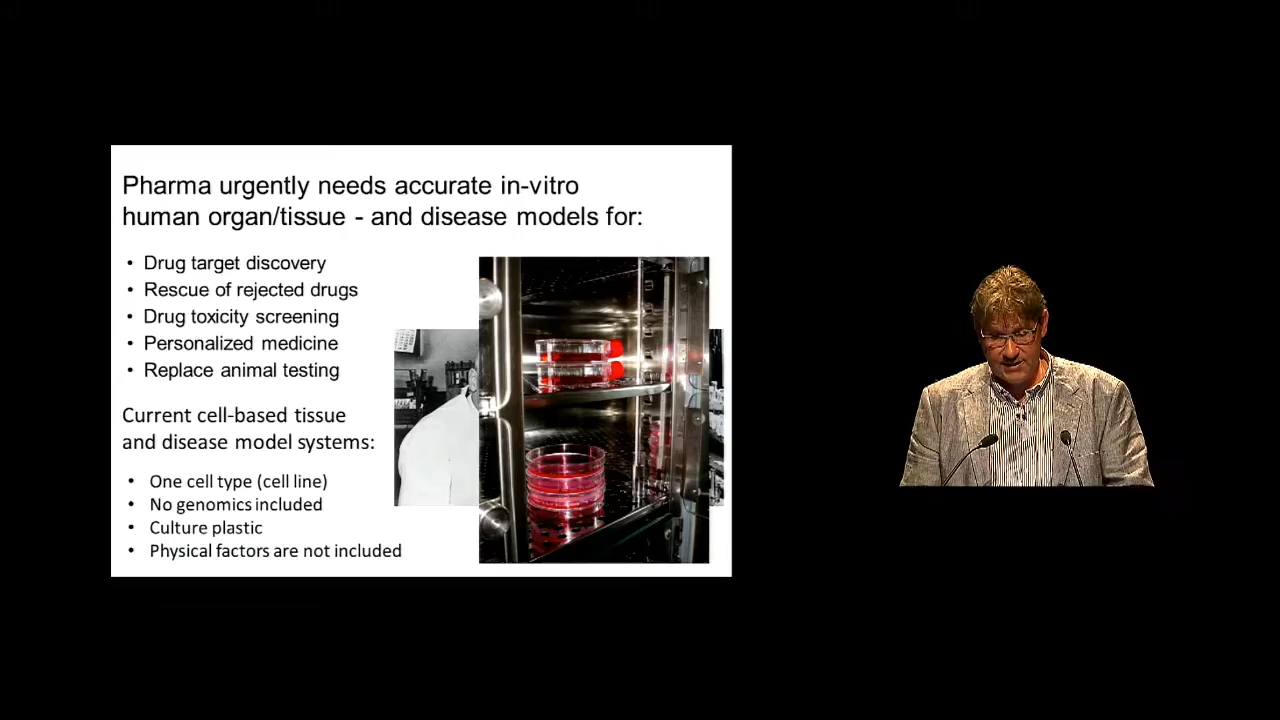 Pharma urgently needs accurate in-vitro
human organ/tissue - and disease models for:
• Drug target discovery
• Rescue of rejected drugs
• Drug toxicity screening
• Personalized medicine
• Replace animal testing
Current cell-based tissue
and disease model systems:
• One cell type (cell line)
• No genomics included
• Culture plastic
• Physical factors are not included